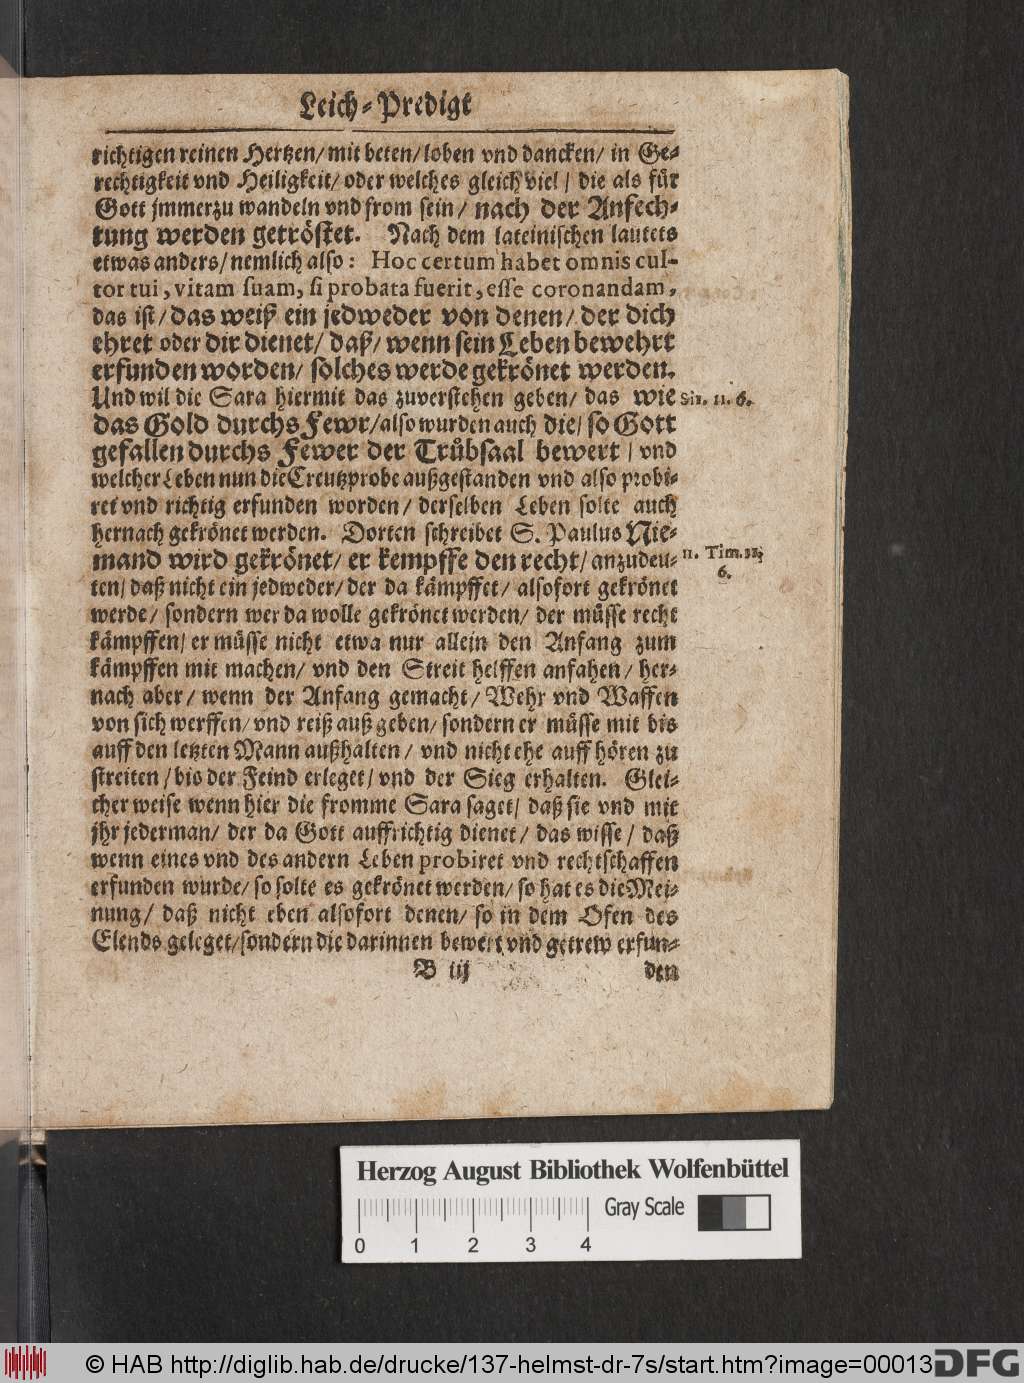 Leich-Predigt
richtigen reinen Hertzen/ mit beten/ loben vnd dancken/ in Ge-
rechtigkeit vnd Heiligkeit/ oder welches gleich viel/ die als für
Gott jmmerzu wandeln vnd from sein/ nach der Anfech-
tung werden getröstet. Nach dem lateinischen lautets
etwas anders/ nemlich also: Hoc certum habet omnis cul-
tor tui, vitam suam, si probata fuerit, esse coronandam,
das ist/ das weiß ein jedweder von denen/ der dich
ehret oder dir dienet/ daß/ wenn sein Leben bewehrt
erfunden worden/ solches werde gekrönet werden.
Und wil die Sara hiermit das zuverstehen geben/ das wie
Sir. 11. 6.
das Gold durchs Fewr/ also wurden auch die/ so Gott
gefallen durchs Fewer der Trübsaal bewert/ vnd
welcher Leben nun die Creutzprobe außgestanden vnd also probi-
ret vnd richtig erfunden worden/ derselben Leben solte auch
hernach gekrönet werden. Dorten schreibet S. Paulus Nie-
mand wird gekrönet/ er kempffe den recht/ anzudeu-
11. Tim. 11;
6.
ten/ daß nicht ein jedweder/ der da kämpffet/ alsofort gekrönet
werde/ sondern wer da wolle gekrönet werden/ der müsse recht
kämpffen/ er müsse nicht etwa nur allein den Anfang zum
kämpffen mit machen/ vnd den Streit helffen anfahen/ her-
nach aber/ wenn der Anfang gemacht/ Wehr vnd Waffen
von sich werffen/ vnd reiß auß geben/ sondern er müsse mit bis
auff den letzten Mann außhalten/ vnd nicht ehe auff hören zu
streiten/ bis der Feind erleget/ vnd der Sieg erhalten. Glei-
cher weise wenn hier die fromme Sara saget/ daß sie vnd mit
jhr jederman/ der da Gott auffrichtig dienet/ das wisse/ daß
wenn eines vnd des andern Leben probiret vnd rechtschaffen
erfunden wurde/ so solte es gekrönet werden/ so hat es die Mei-
nung/ daß nicht eben alsofort denen/ so in dem Ofen des
Elends geleget/ sondern die darinnen bewert vnd getrew erfun-
B iij
den
Herzog August Bibliothek Wolfenbüttel
0 1 2 3 4
Gray Scale
© HAB http://diglib.hab.de/drucke/137-helmst-dr-7s/start.htm?image=00013
DFG